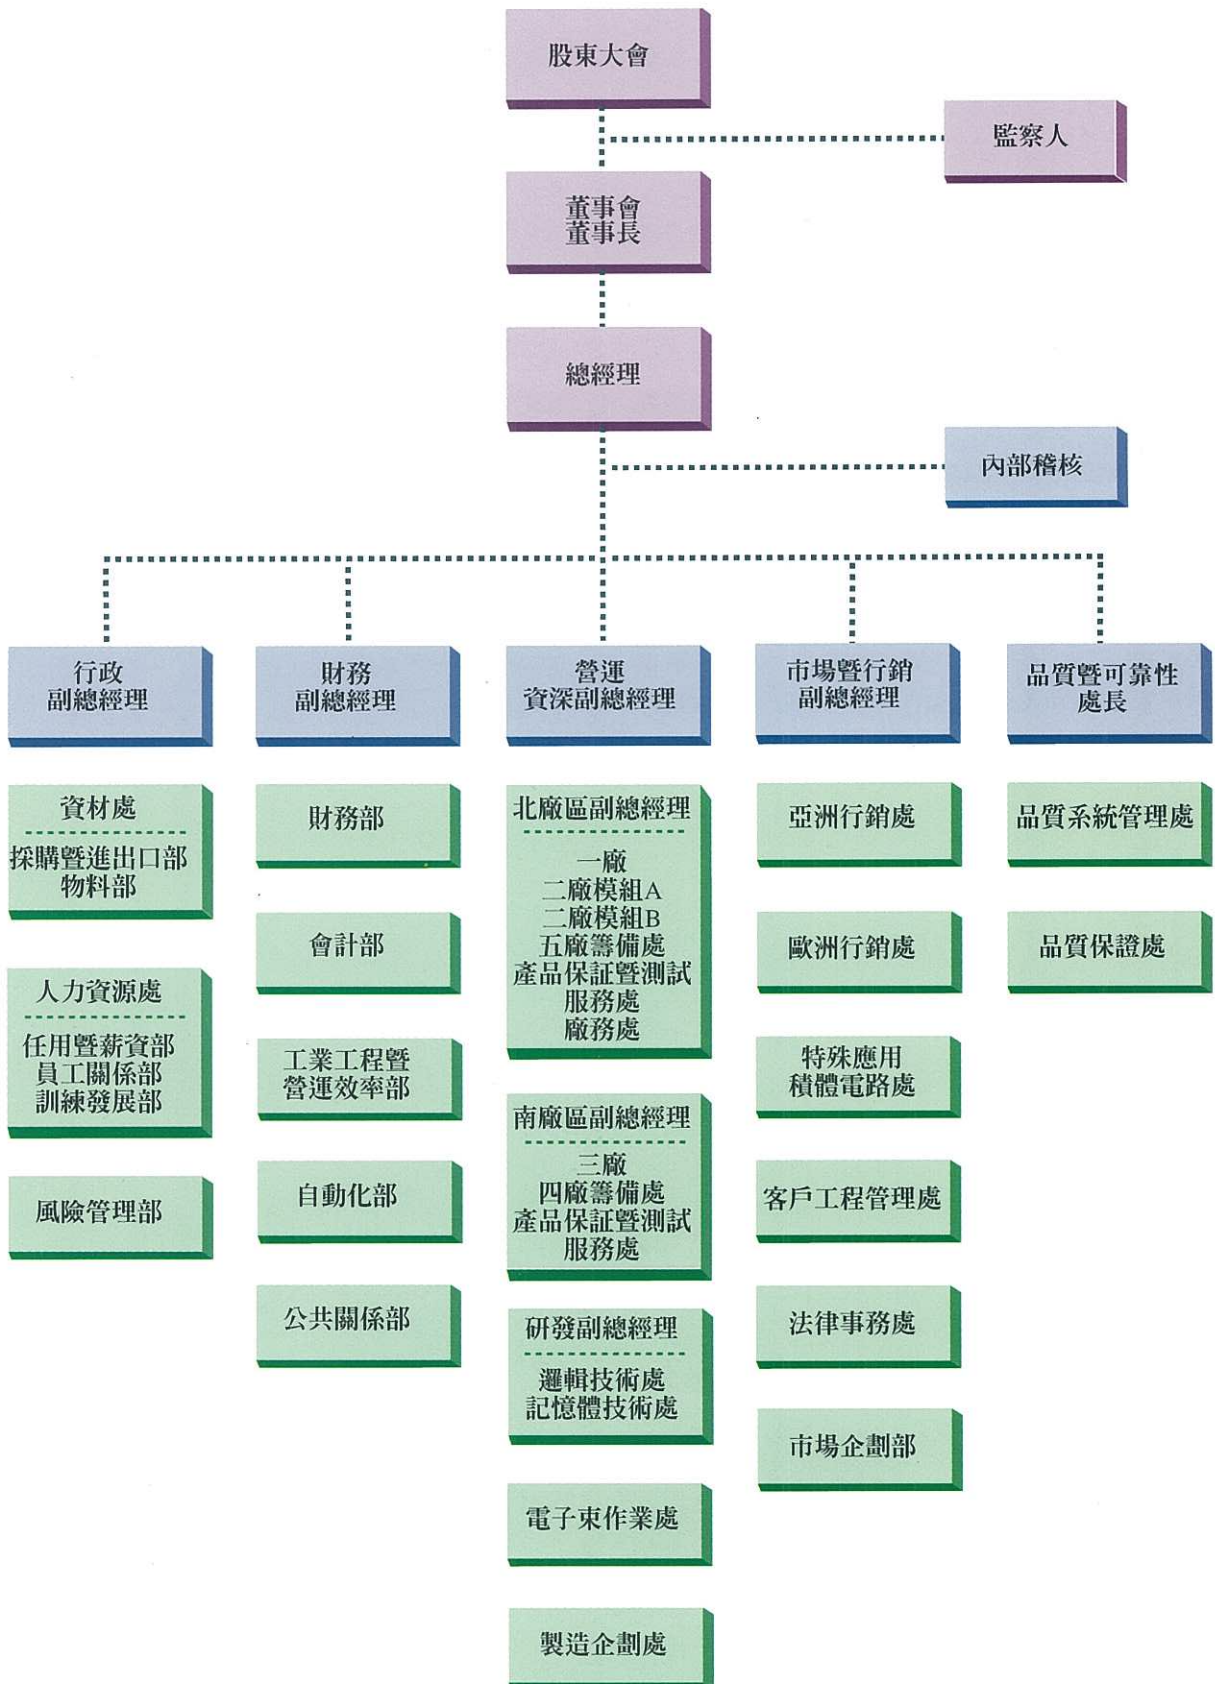 股東大會
監察人
董事會
董事長
總經理
內部稽核
行政
副總經理
財務
副總經理
營運
資深副總經理
市場暨行銷
副總經理
品質暨可靠性
處長
資材處
採購暨進出口部
物料部
人力資源處
任用暨薪資部
員工關係部
訓練發展部
風險管理部
財務部
會計部
工業工程暨
營運效率部
自動化部
公共關係部
北廠區副總經理
一廠
二廠模組A
二廠模組B
五廠籌備處
產品保証暨測試
服務處
廠務處
南廠區副總經理
三廠
四廠籌備處
產品保証暨測試
服務處
研發副總經理
邏輯技術處
記憶體技術處
電子束作業處
製造企劃處
亞洲行銷處
歐洲行銷處
特殊應用
積體電路處
客戶工程管理處
法律事務處
市場企劃部
品質系統管理處
品質保證處